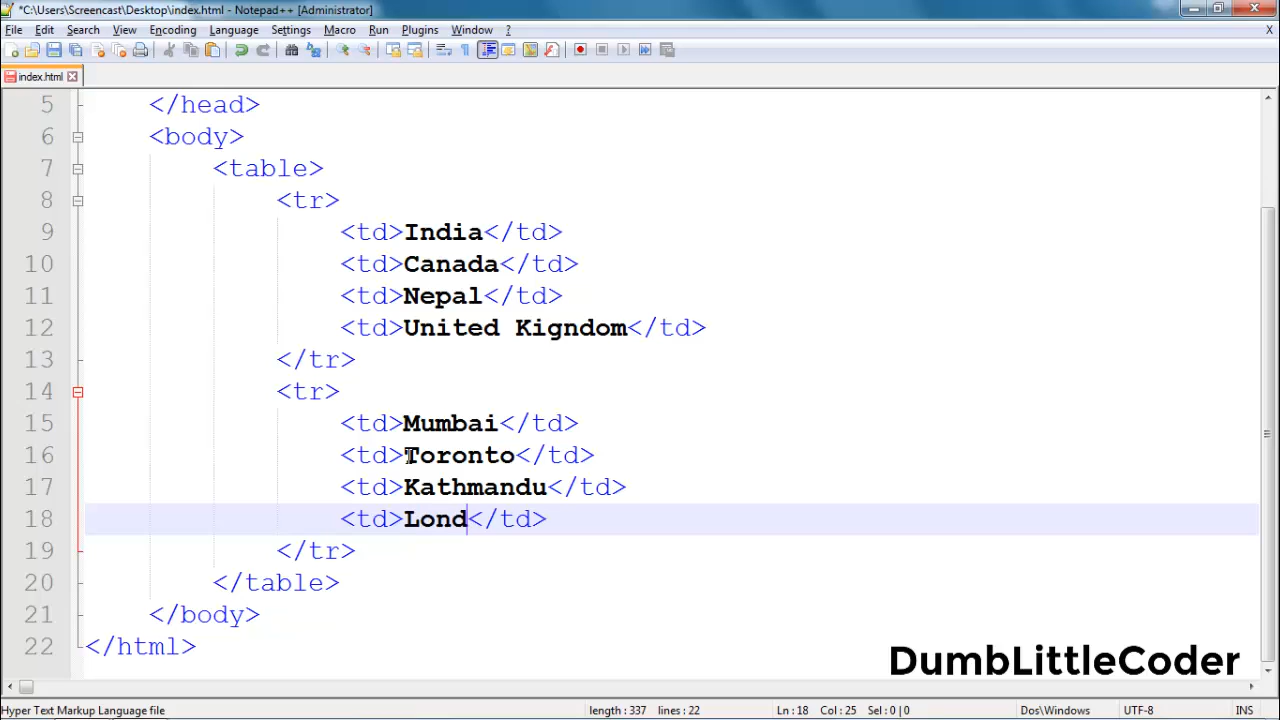 *C:\Users\Screencast\Desktop\index.html - Notepad++ [Administrator]
File Edit Search View Encoding Language Settings Macro Run Plugins Window ? X
index.html
5 </head>
6 <body>
7 <table>
8 <tr>
9 <td>India</td>
10 <td>Canada</td>
11 <td>Nepal</td>
12 <td>United Kigndom</td>
13 </tr>
14 <tr>
15 <td>Mumbai</td>
16 <td>Toronto</td>
17 <td>Kathmandu</td>
18 <td>Lond</td>
19 </tr>
20 </table>
21 </body>
22 </html>
DumbLittleCoder
Hyper Text Markup Language file length : 337 lines : 22 Ln : 18 Col : 25 Sel : 0 | 0 Dos\Windows UTF-8 INS